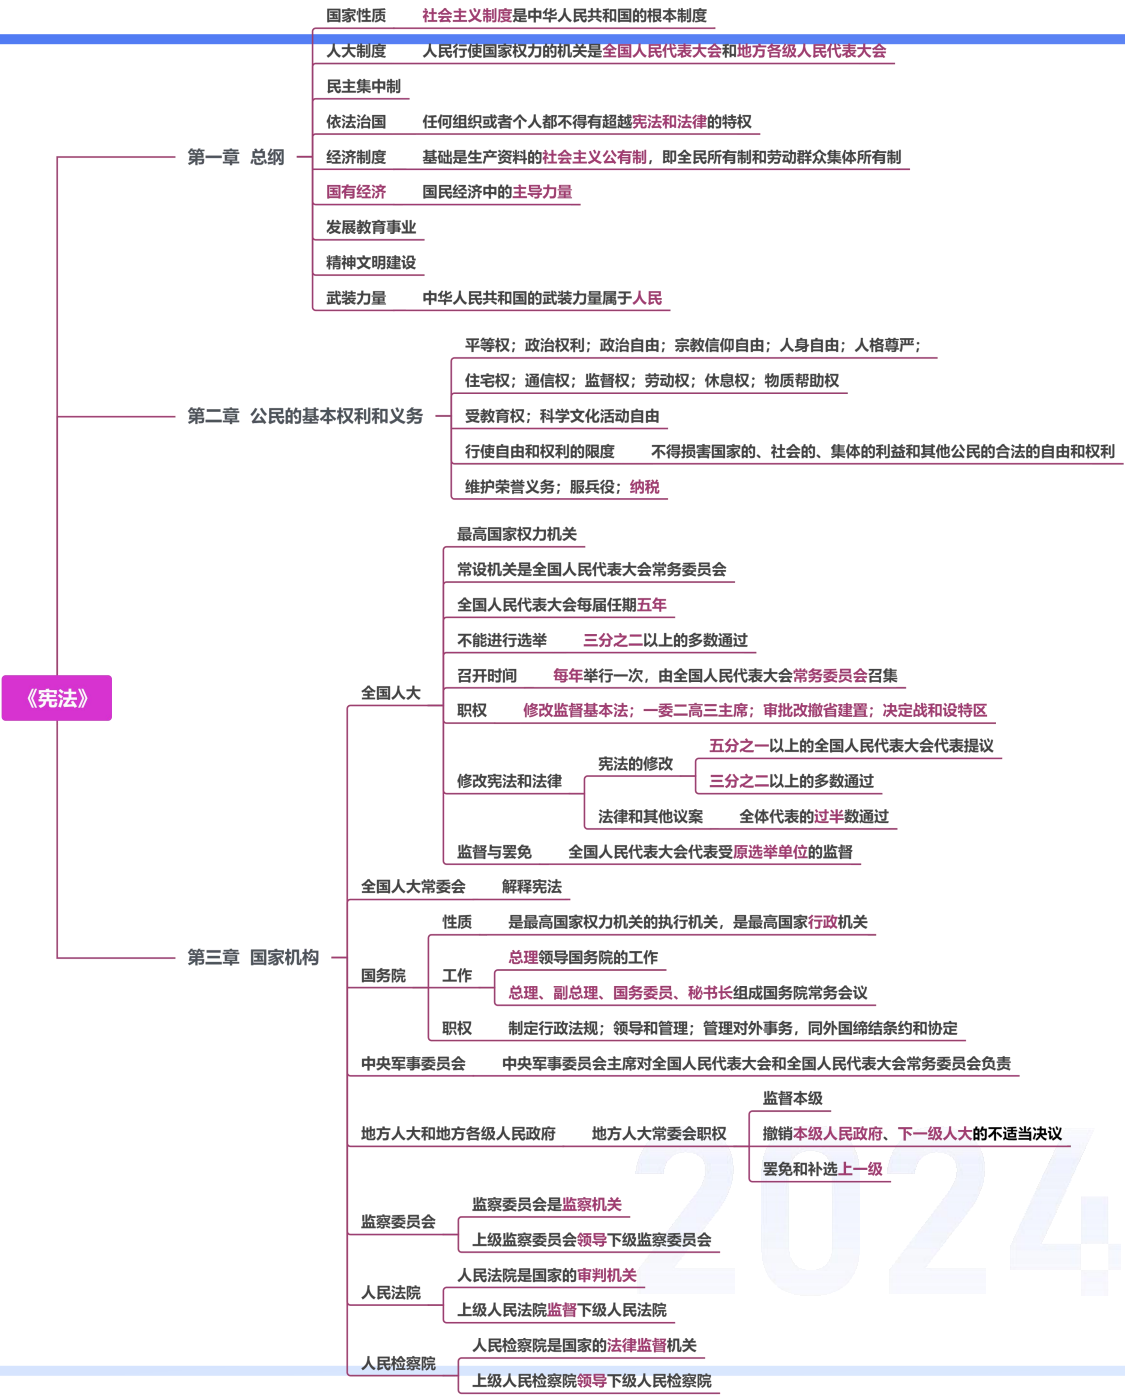 《宪法》
第一章 总纲
国家性质 社会主义制度是中华人民共和国的根本制度
人大制度 人民行使国家权力的机关是全国人民代表大会和地方各级人民代表大会
民主集中制
依法治国 任何组织或者个人都不得有超越宪法和法律的特权
经济制度 基础是生产资料的社会主义公有制，即全民所有制和劳动群众集体所有制
国有经济 国民经济中的主导力量
发展教育事业
精神文明建设
武装力量 中华人民共和国的武装力量属于人民
第二章 公民的基本权利和义务
平等权；政治权利；政治自由；宗教信仰自由；人身自由；人格尊严；
住宅权；通信权；监督权；劳动权；休息权；物质帮助权
受教育权；科学文化活动自由
行使自由和权利的限度 不得损害国家的、社会的、集体的利益和其他公民的合法的自由和权利
维护荣誉义务；服兵役；纳税
第三章 国家机构
全国人大
最高国家权力机关
常设机关是全国人民代表大会常务委员会
全国人民代表大会每届任期五年
不能进行选举 三分之二以上的多数通过
召开时间 每年举行一次，由全国人民代表大会常务委员会召集
职权 修改监督基本法；一委二高三主席；审批改撤省建置；决定战和设特区
修改宪法和法律
宪法的修改
五分之一以上的全国人民代表大会代表提议
三分之二以上的多数通过
法律和其他议案 全体代表的过半数通过
监督与罢免 全国人民代表大会代表受原选举单位的监督
全国人大常委会 解释宪法
国务院
性质 是最高国家权力机关的执行机关，是最高国家行政机关
工作
总理领导国务院的工作
总理、副总理、国务委员、秘书长组成国务院常务会议
职权 制定行政法规；领导和管理；管理对外事务，同外国缔结条约和协定
中央军事委员会 中央军事委员会主席对全国人民代表大会和全国人民代表大会常务委员会负责
地方人大和地方各级人民政府 地方人大常委会职权
监督本级
撤销本级人民政府、下一级人大的不适当决议
罢免和补选上一级
监察委员会
监察委员会是监察机关
上级监察委员会领导下级监察委员会
人民法院
人民法院是国家的审判机关
上级人民法院监督下级人民法院
人民检察院
人民检察院是国家的法律监督机关
上级人民检察院领导下级人民检察院
2024